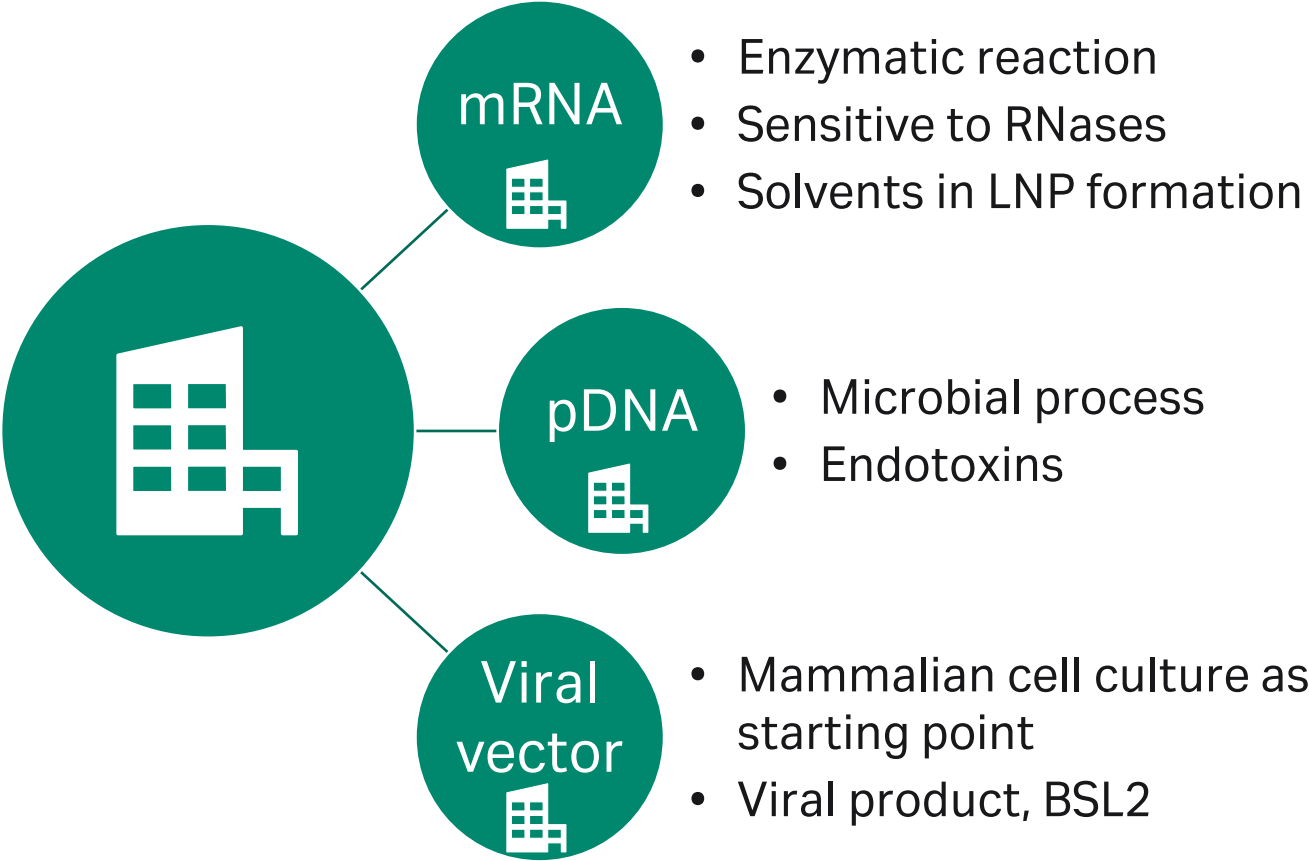 mRNA
• Enzymatic reaction
• Sensitive to RNases
• Solvents in LNP formation
pDNA
• Microbial process
• Endotoxins
Viral
vector
• Mammalian cell culture as
starting point
• Viral product, BSL2